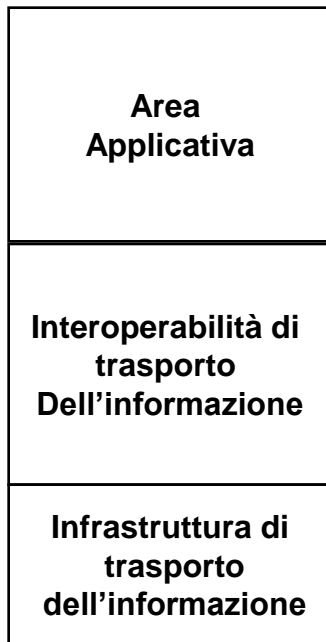 Area
Applicativa
Interoperabilità di
trasporto
Dell’informazione
Infrastruttura di
trasporto
dell’informazione